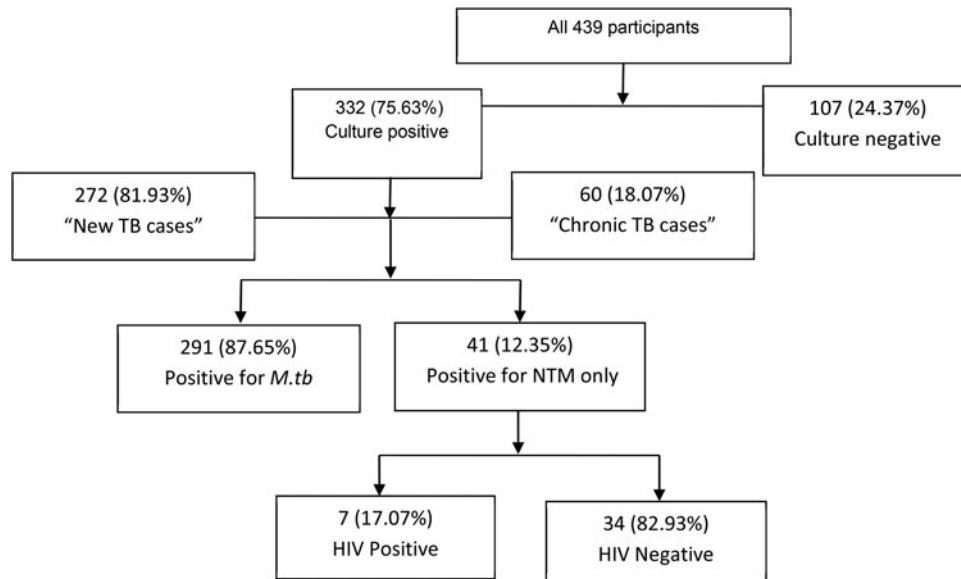 All 439 participants
332 (75.63%)
Culture positive
107 (24.37%)
Culture negative
272 (81.93%)
“New TB cases”
60 (18.07%)
“Chronic TB cases”
291 (87.65%)
Positive for M.tb
41 (12.35%)
Positive for NTM only
7 (17.07%)
HIV Positive
34 (82.93%)
HIV Negative